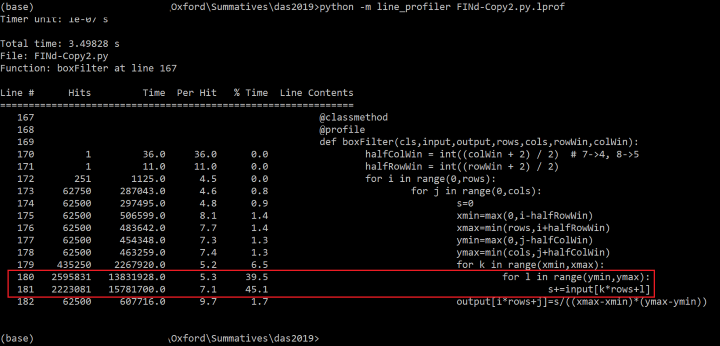 (base) Oxford\Summatives\das2019>python -m line_profiler FINd-Copy2.py.lprof
Timer unit: 1e-07 s
Total time: 3.49828 s
File: FINd-Copy2.py
Function: boxFilter at line 167
Line # Hits Time Per Hit % Time Line Contents
==============================================================
167 @classmethod
168 @profile
169 def boxFilter(cls,input,output,rows,cols,rowWin,colWin):
170 1 36.0 36.0 0.0 halfColWin = int((colWin + 2) / 2) # 7->4, 8->5
171 1 11.0 11.0 0.0 halfRowWin = int((rowWin + 2) / 2)
172 251 1125.0 4.5 0.0 for i in range(0,rows):
173 62750 287043.0 4.6 0.8 for j in range(0,cols):
174 62500 297495.0 4.8 0.9 s=0
175 62500 506599.0 8.1 1.4 xmin=max(0,i-halfRowWin)
176 62500 483642.0 7.7 1.4 xmax=min(rows,i+halfRowWin)
177 62500 454348.0 7.3 1.3 ymin=max(0,j-halfColWin)
178 62500 463259.0 7.4 1.3 ymax=min(cols,j+halfColWin)
179 435250 2267920.0 5.2 6.5 for k in range(xmin,xmax):
180 2595831 13831928.0 5.3 39.5 for l in range(ymin,ymax):
181 2223081 15781700.0 7.1 45.1 s+=input[k*rows+l]
182 62500 607716.0 9.7 1.7 output[i*rows+j]=s/((xmax-xmin)*(ymax-ymin))
(base) Oxford\Summatives\das2019>